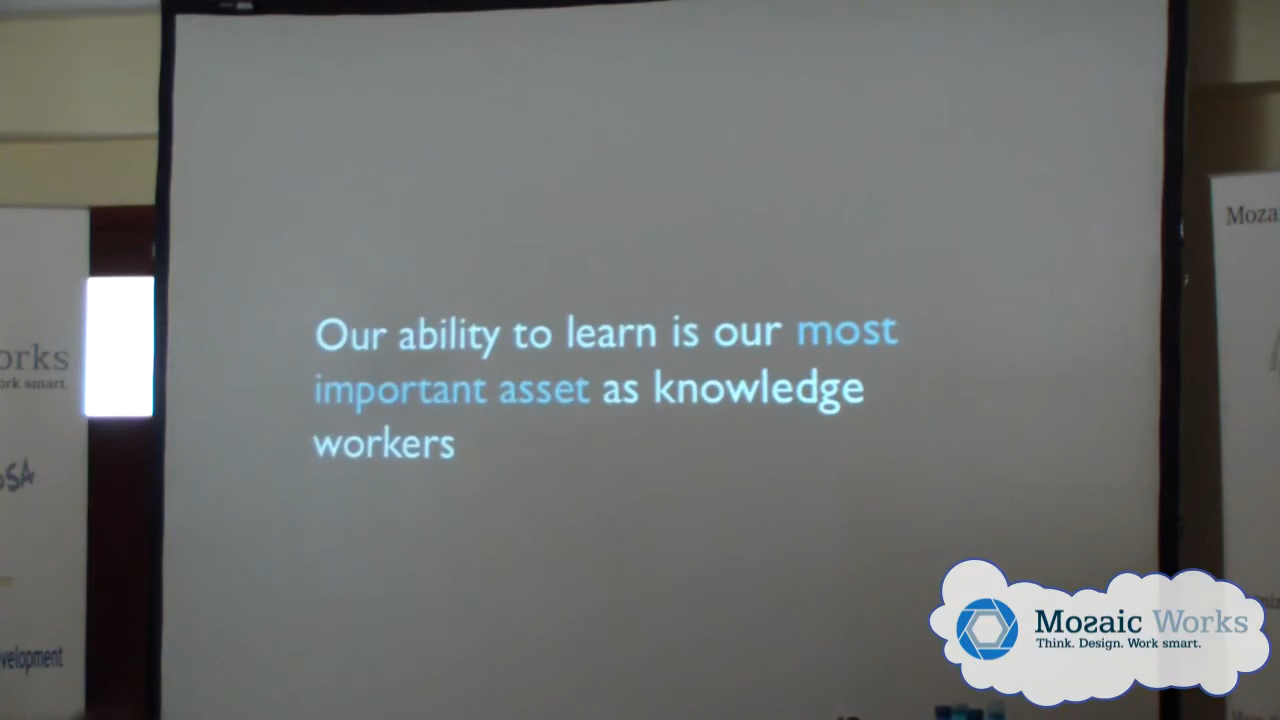 Our ability to learn is our most
important asset as knowledge
workers
orks
ork smart.
velopment
Moza
Mozaic Works
Think. Design. Work smart.